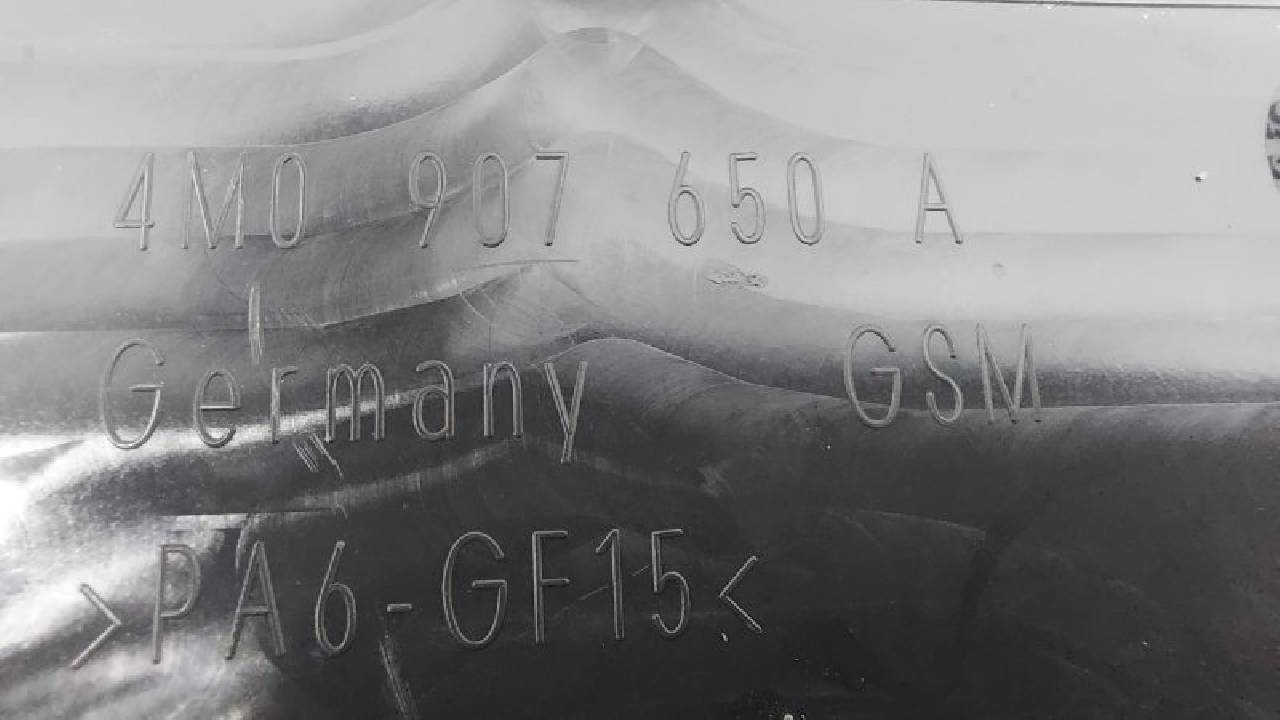 4M0 907 650 A
Germany GSM
>PA6-GF15<